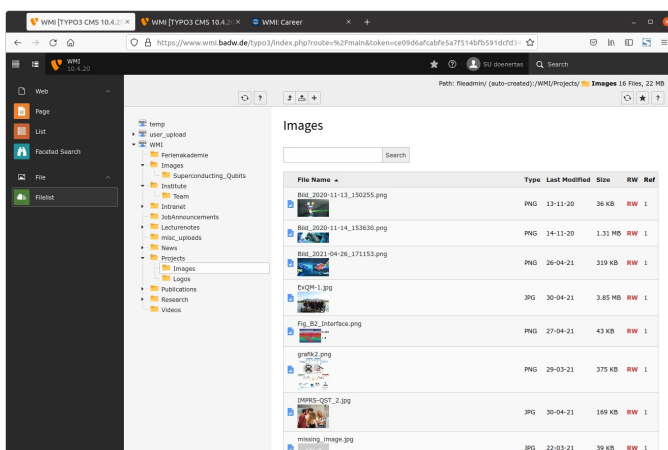 WMI [TYPO3 CMS 10.4.20
WMI [TYPO3 CMS 10.4.20
WMI: Career
https://www.wmi.badw.de/typo3/index.php?route=%2Fmain&token=ce09d6afcabfe5a7f514bfb591dcfd3
WMI
10.4.20
SU doenertas
Search
Path: fileadmin/ (auto-created):/WMI/Projects/ Images 16 Files, 22 MB
Web
Page
List
Faceted Search
File
Filelist
temp
user_upload
WMI
Ferienakademie
Images
Superconducting_Qubits
Institute
Team
Intranet
JobAnnouncements
Lecturenotes
misc_uploads
News
Projects
Images
Logos
Publications
Research
Videos
Images
Search
File Name Type Last Modified Size RW Ref
Bild_2020-11-13_150255.png PNG 13-11-20 36 KB RW 1
Bild_2020-11-14_153630.png PNG 14-11-20 1.31 MB RW 1
Bild_2021-04-26_171153.png PNG 26-04-21 319 KB RW 1
ExQM-1.jpg JPG 30-04-21 3.85 MB RW 1
Fig_B2_Interface.png PNG 27-04-21 43 KB RW 1
grafik2.png PNG 29-03-21 375 KB RW 1
IMPRS-QST_2.jpg JPG 30-04-21 169 KB RW 1
missing_image.jpg JPG 22-03-21 39 KB RW 1